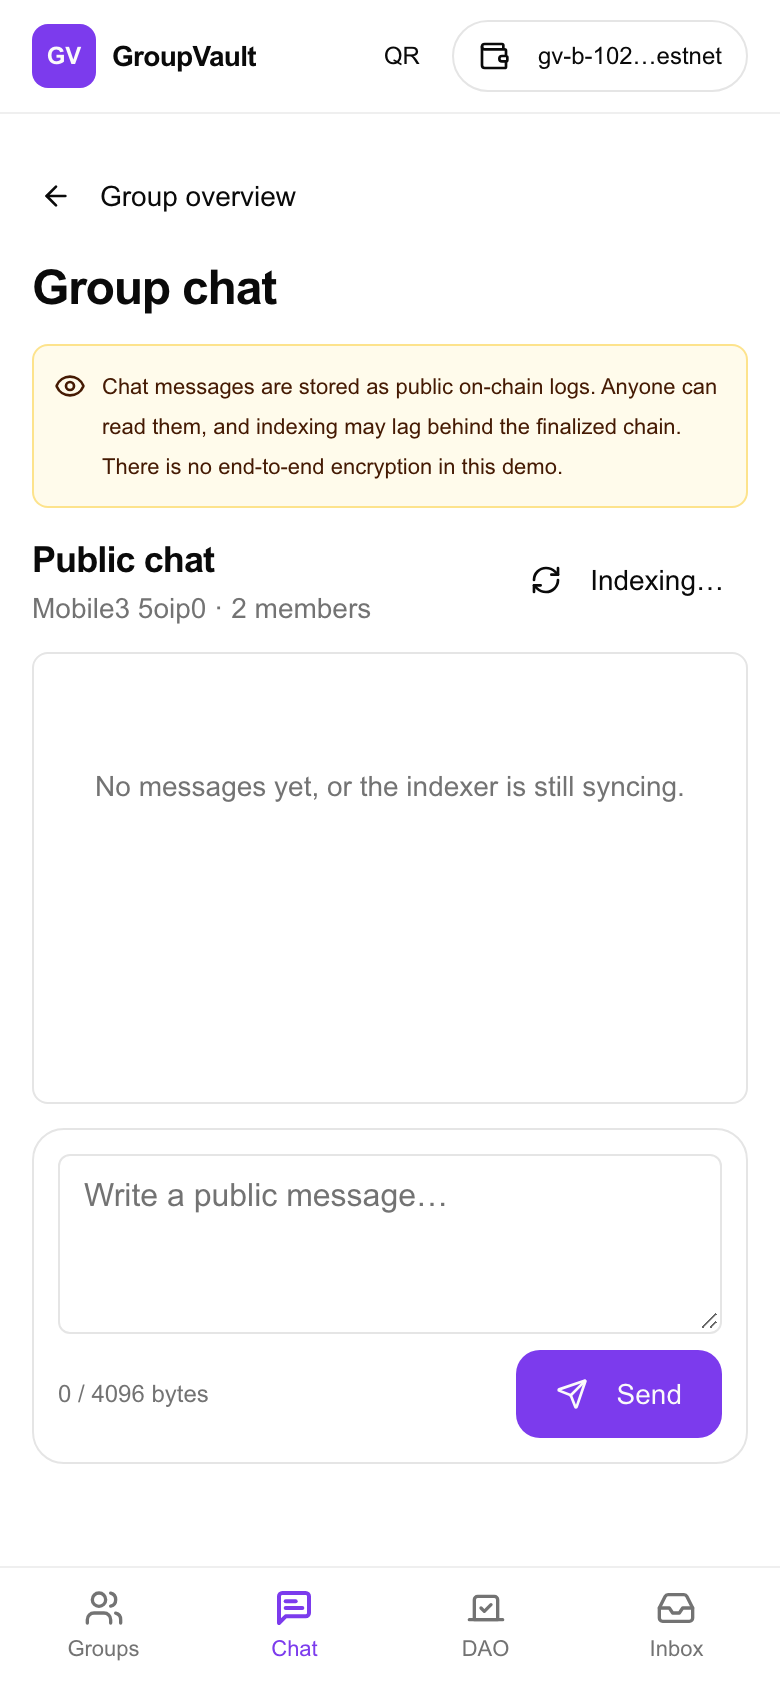 GV GroupVault QR gv-b-102…estnet
Group overview
Group chat
Chat messages are stored as public on-chain logs. Anyone can
read them, and indexing may lag behind the finalized chain.
There is no end-to-end encryption in this demo.
Public chat
Mobile3 5oip0 · 2 members
Indexing…
No messages yet, or the indexer is still syncing.
Write a public message…
0 / 4096 bytes
Send
Groups Chat DAO Inbox